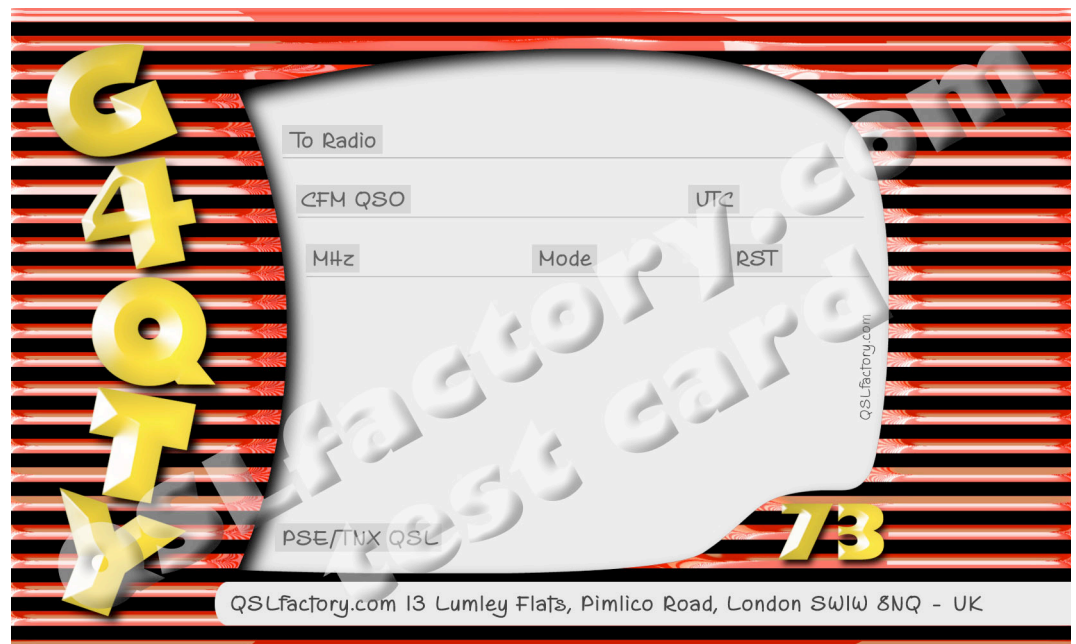 G4QTY
To Radio
CFM QSO UTC
MHz Mode RST
QSLfactory.com
QSLfactory.com
test card
PSE/TNX QSL
73
QSLfactory.com 13 Lumley Flats, Pimlico Road, London SW1W 8NQ - UK